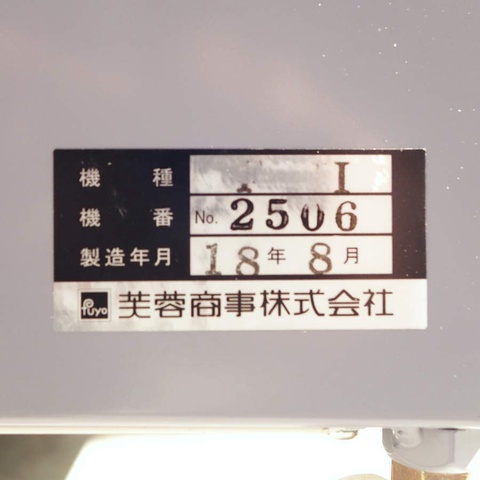 機種 I
機番 No. 2506
製造年月 18年8月
Fuyo 芙蓉商事株式会社